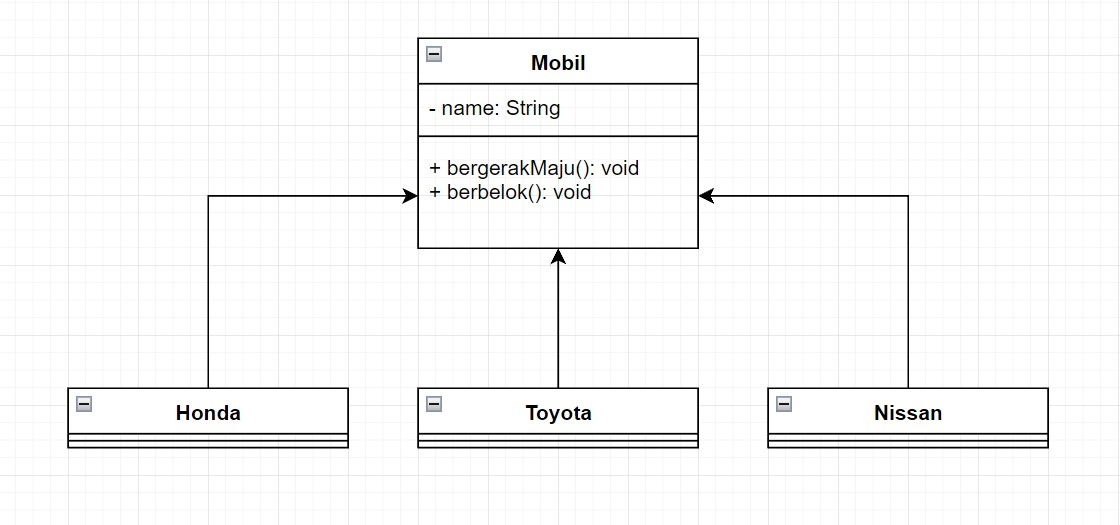 Mobil
- name: String
+ bergerakMaju(): void
+ berbelok(): void
Honda
Toyota
Nissan